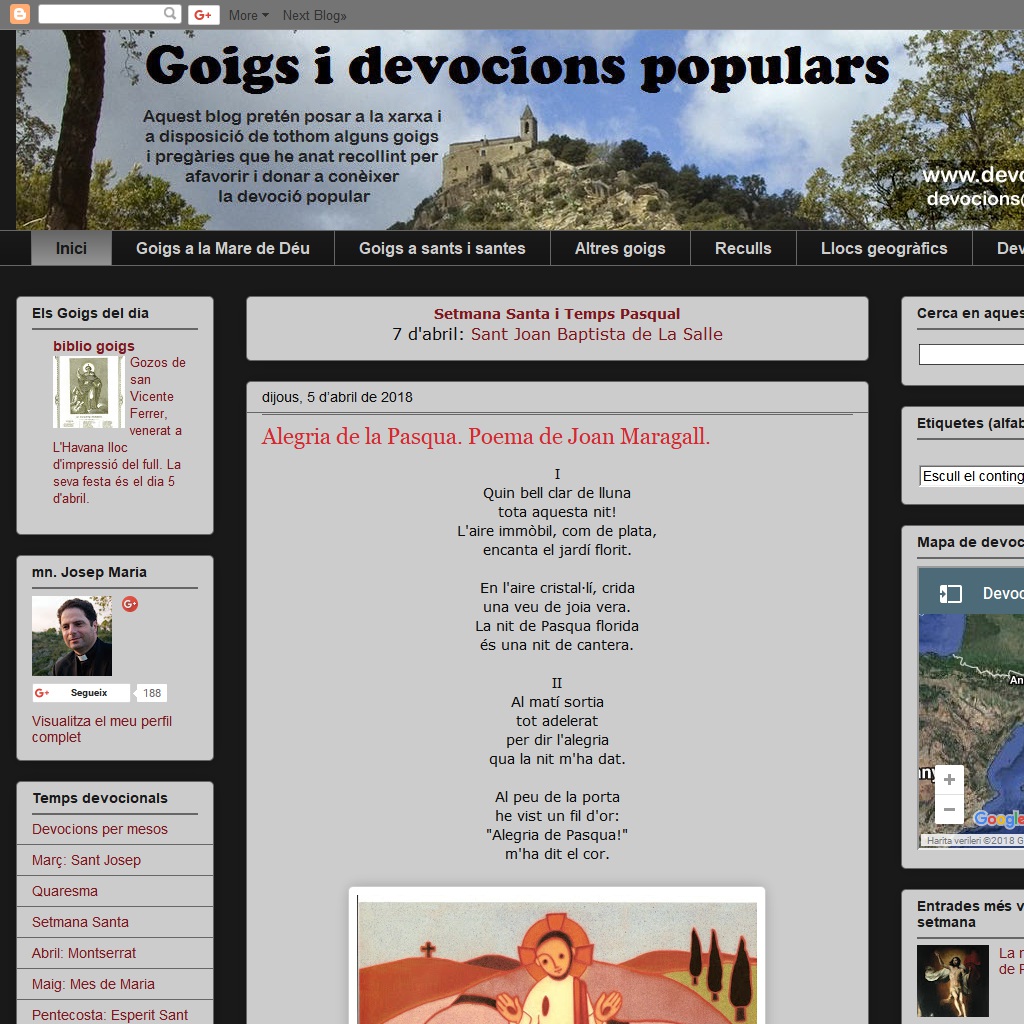 More
Next Blog»
Goigs i devocions populars
Aquest blog pretén posar a la xarxa i
a disposició de tothom alguns goigs
i pregàries que he anat recollint per
afavorir i donar a conèixer
la devoció popular
www.devo
devocions@
Inici
Goigs a la Mare de Déu
Goigs a sants i santes
Altres goigs
Reculls
Llocs geogràfics
Dev
Els Goigs del dia
biblio goigs
Gozos de
san
Vicente
Ferrer,
venerat a
L'Havana lloc
d'impressió del full. La
seva festa és el dia 5
d'abril.
mn. Josep Maria
Segueix
188
Visualitza el meu perfil
complet
Temps devocionals
Devocions per mesos
Març: Sant Josep
Quaresma
Setmana Santa
Abril: Montserrat
Maig: Mes de Maria
Pentecosta: Esperit Sant
Setmana Santa i Temps Pasqual
7 d'abril: Sant Joan Baptista de La Salle
dijous, 5 d'abril de 2018
Alegria de la Pasqua. Poema de Joan Maragall.
I
Quin bell clar de lluna
tota aquesta nit!
L'aire immòbil, com de plata,
encanta el jardí florit.
En l'aire cristal·lí, crida
una veu de joia vera.
La nit de Pasqua florida
és una nit de cantera.
II
Al matí sortia
tot adelerat
per dir l'alegria
qua la nit m'ha dat.
Al peu de la porta
he vist un fil d'or:
"Alegria de Pasqua!"
m'ha dit el cor.
Cerca en aques
Etiquetes (alfab
Escull el conting
Mapa de devoc
Devoc
An
Google
Harita verileri ©2018 G
Entrades més v
setmana
La r
de P